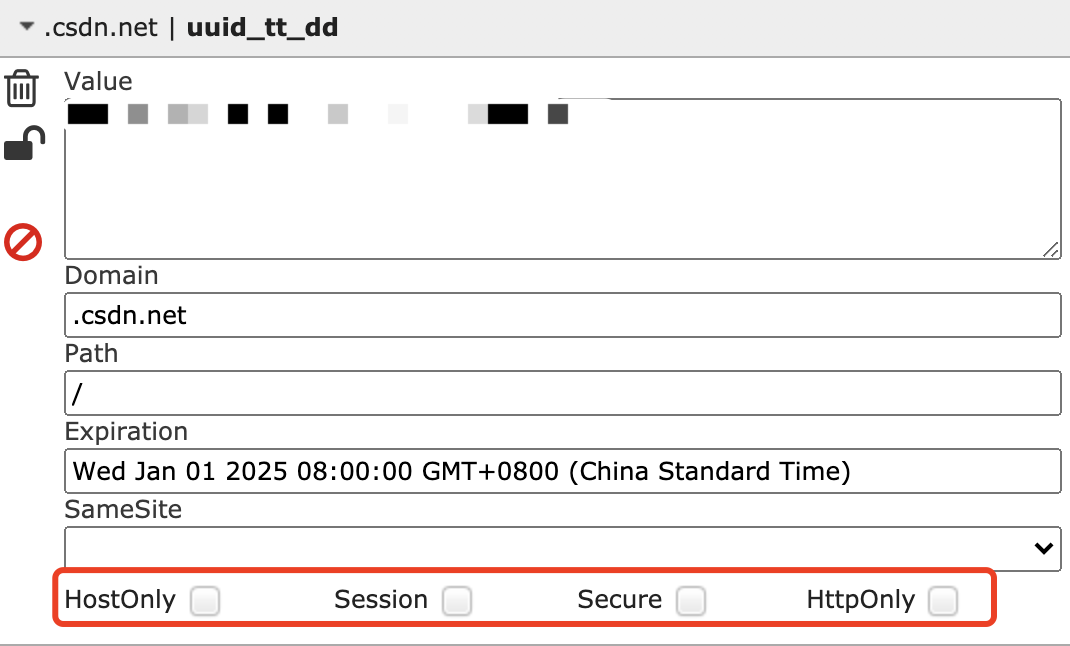 .csdn.net | uuid_tt_dd
Value
Domain
.csdn.net
Path
/
Expiration
Wed Jan 01 2025 08:00:00 GMT+0800 (China Standard Time)
SameSite
HostOnly Session Secure HttpOnly